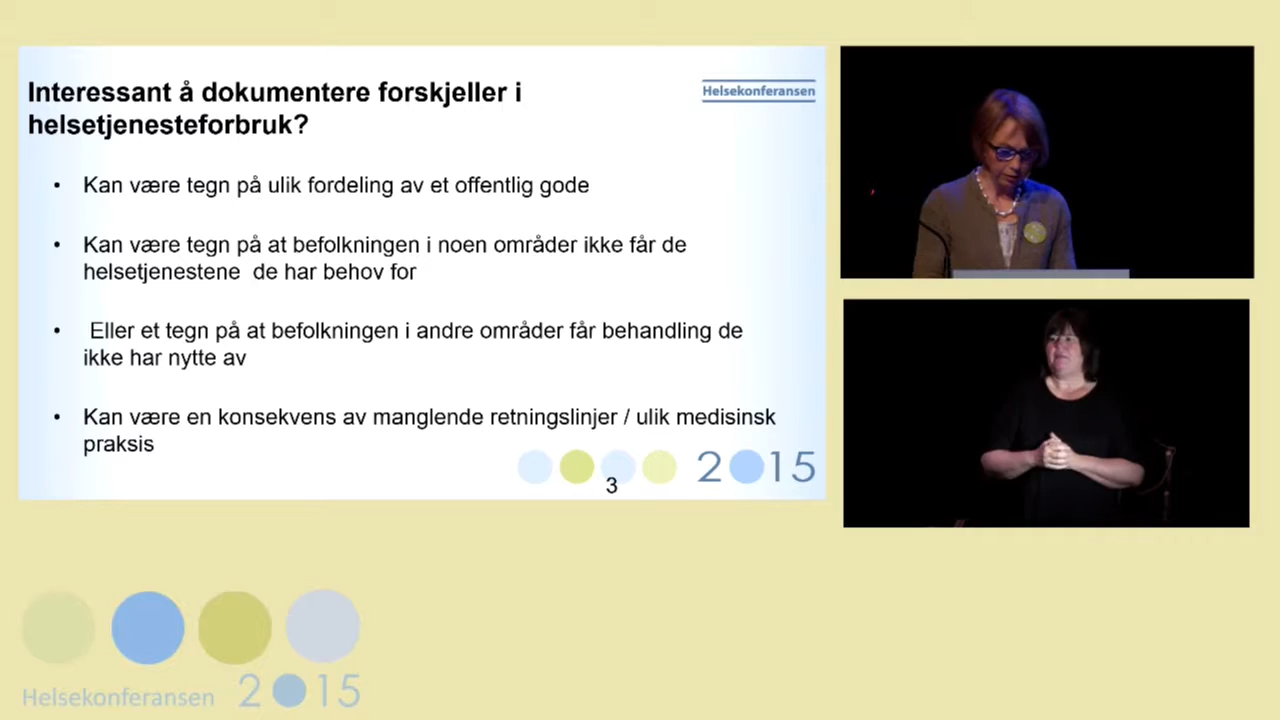 Interessant å dokumentere forskjeller i
helsetjenesteforbruk?
Helsekonferansen
• Kan være tegn på ulik fordeling av et offentlig gode
• Kan være tegn på at befolkningen i noen områder ikke får de
helsetjenestene de har behov for
• Eller et tegn på at befolkningen i andre områder får behandling de
ikke har nytte av
• Kan være en konsekvens av manglende retningslinjer / ulik medisinsk
praksis
2015
3
Helsekonferansen 2015